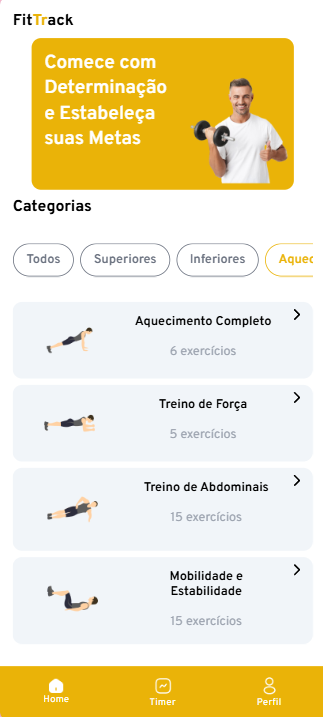 FitTrack
Comece com
Determinação
e Estabeleça
suas Metas
Categorias
Todos Superiores Inferiores Aquec
Aquecimento Completo
6 exercícios
Treino de Força
5 exercícios
Treino de Abdominais
15 exercícios
Mobilidade e
Estabilidade
15 exercícios
Home Timer Perfil